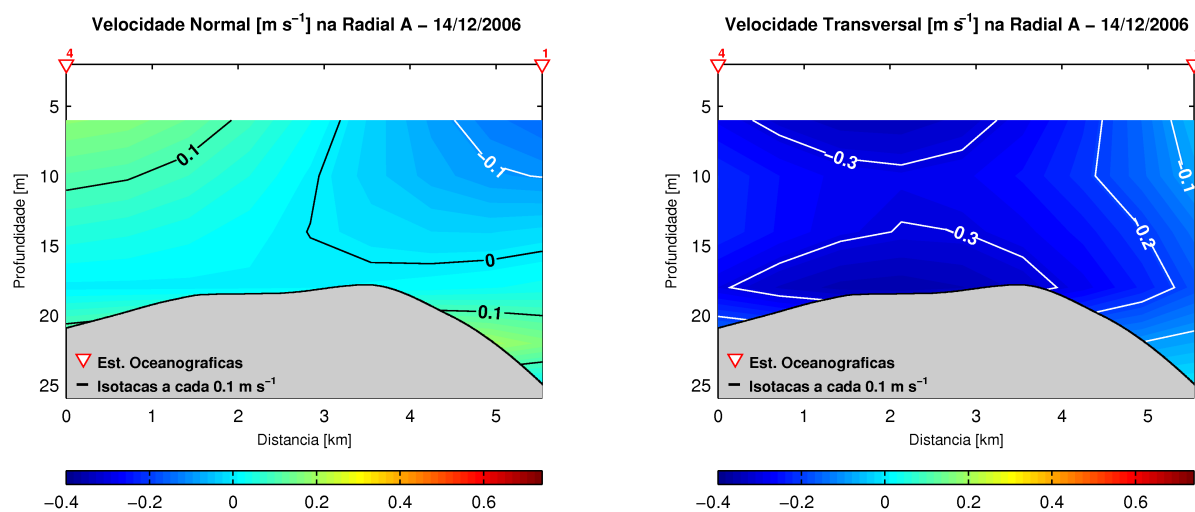 Velocidade Normal [m s⁻¹] na Radial A − 14/12/2006
4
1
5
10
15
20
25
Profundidade [m]
0.1
−0.1
0
0.1
Est. Oceanograficas
Isotacas a cada 0.1 m s⁻¹
0 1 2 3 4 5
Distancia [km]
−0.4 −0.2 0 0.2 0.4 0.6
Velocidade Transversal [m s⁻¹] na Radial A − 14/12/2006
4
5
10
15
20
25
Profundidade [m]
−0.3
−0.1
−0.2
−0.3
Est. Oceanograficas
Isotacas a cada 0.1 m s⁻¹
0 1 2 3 4 5
Distancia [km]
−0.4 −0.2 0 0.2 0.4 0.6